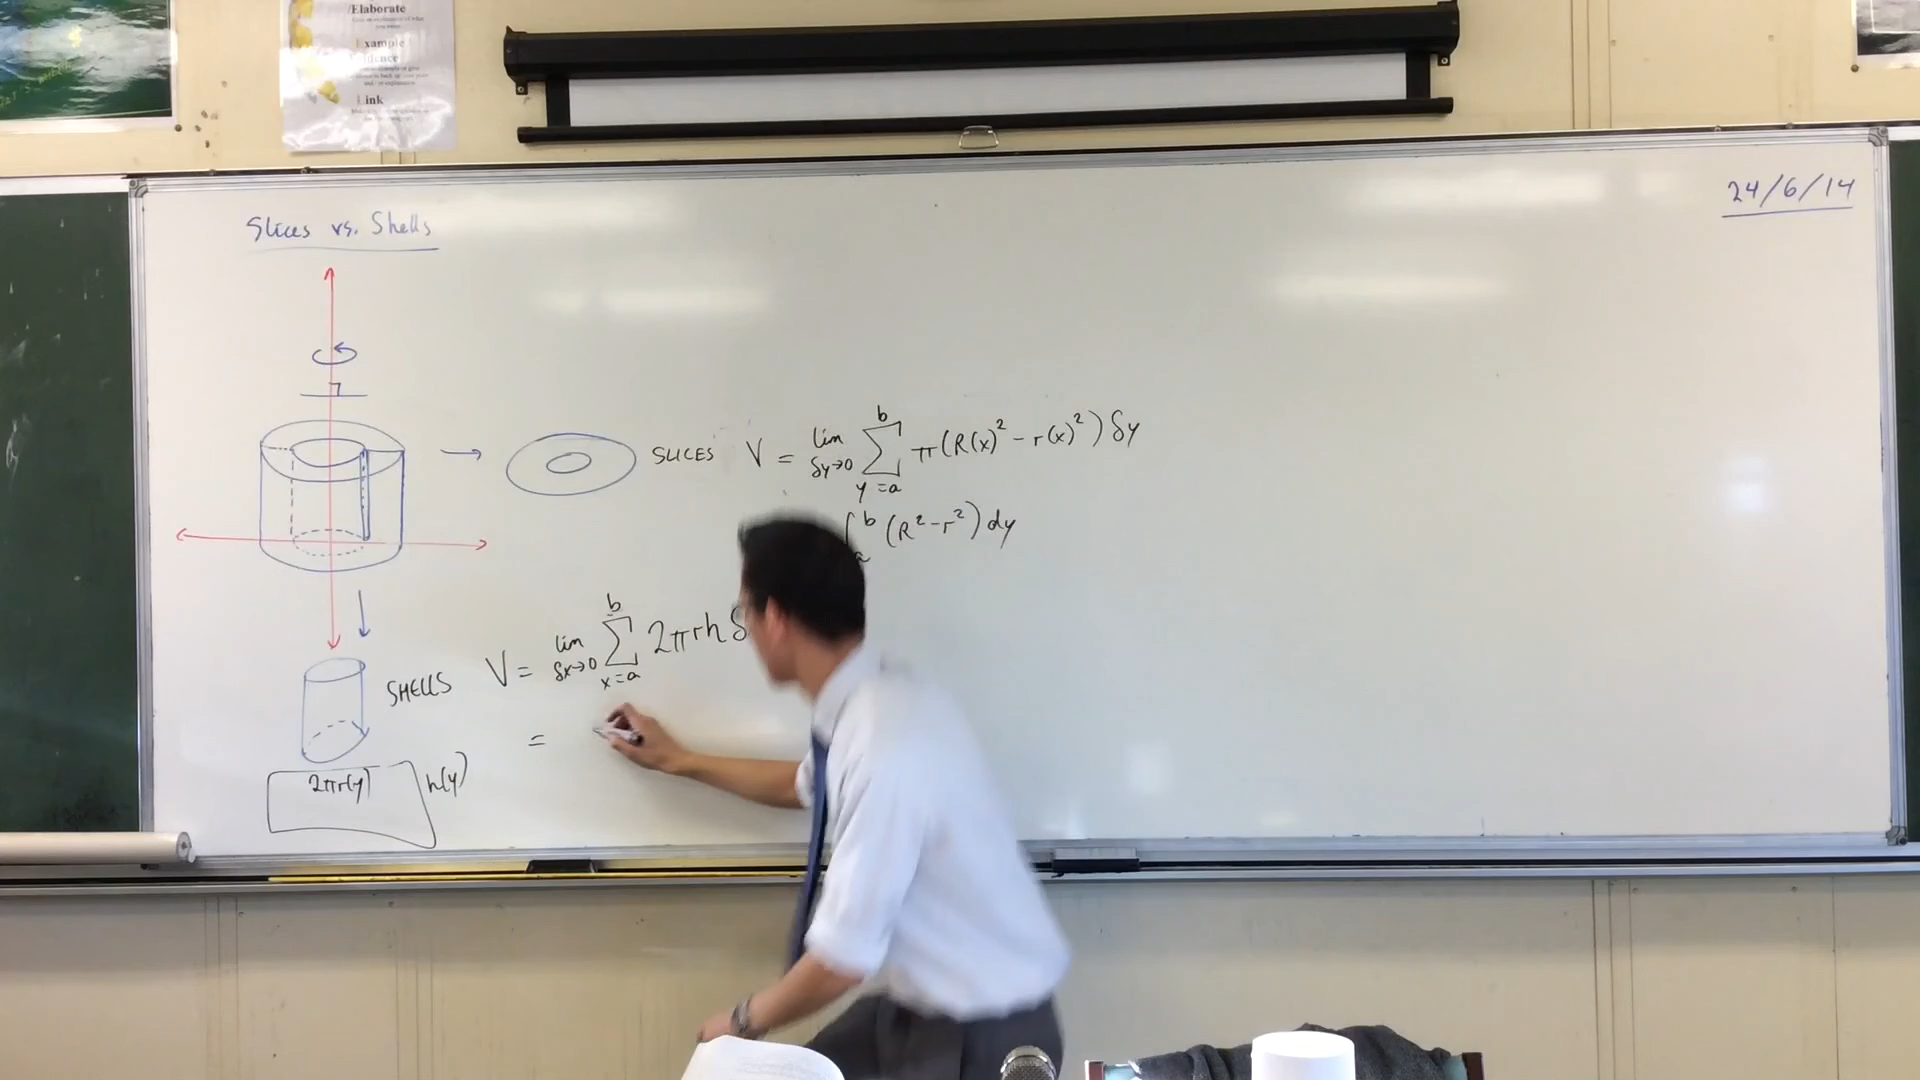 /Elaborate
Example/
Link
24/6/14
Slices vs. Shells
SLICES V = lim δy→0 ∑ y=a b π(R(x)² - r(x)²) δy
∫ a b (R² - r²) dy
SHELLS V = lim δx→0 ∑ x=a b 2πrh δ
=
2πr(y) h(y)